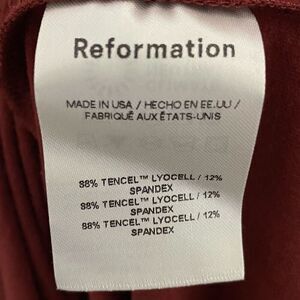 Reformation
MADE IN USA / HECHO EN EE.UU /
FABRIQUÉ AUX ÉTATS-UNIS
88% TENCEL™ LYOCELL / 12%
SPANDEX
88% TENCEL™ LYOCELL / 12%
SPANDEX
88% TENCEL™ LYOCELL / 12%
SPANDEX